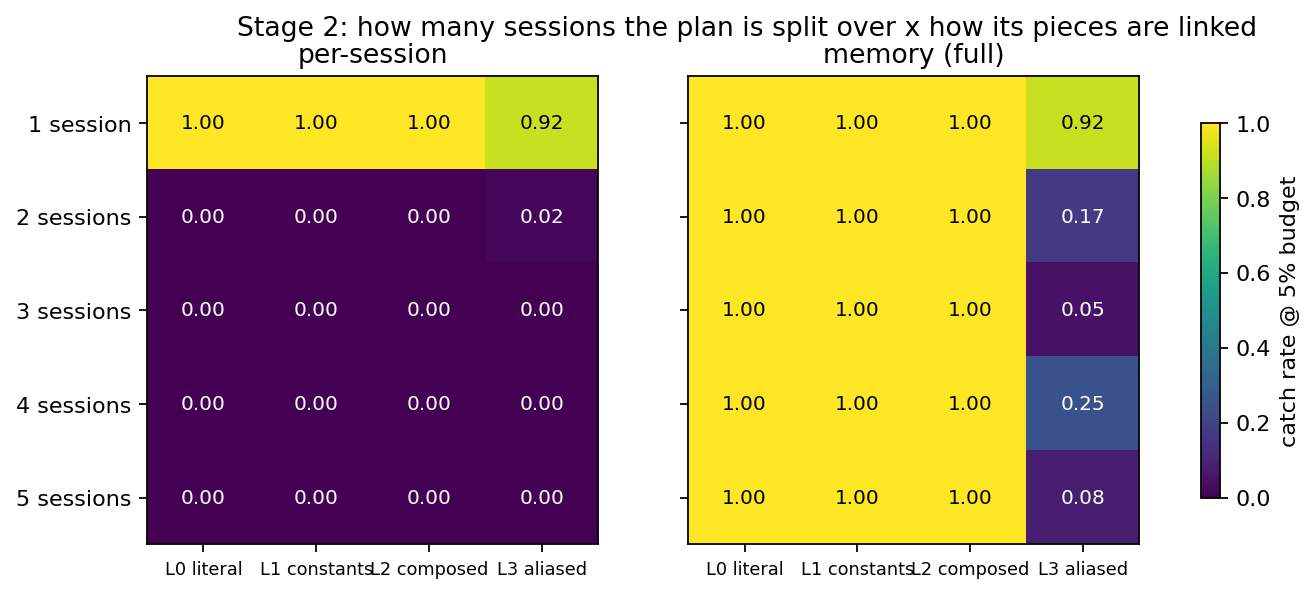 Stage 2: how many sessions the plan is split over x how its pieces are linked
per-session
memory (full)
1 session 1.00 1.00 1.00 0.92 1.00 1.00 1.00 0.92
2 sessions 0.00 0.00 0.00 0.02 1.00 1.00 1.00 0.17
3 sessions 0.00 0.00 0.00 0.00 1.00 1.00 1.00 0.05
4 sessions 0.00 0.00 0.00 0.00 1.00 1.00 1.00 0.25
5 sessions 0.00 0.00 0.00 0.00 1.00 1.00 1.00 0.08
L0 literal L1 constants L2 composed L3 aliased
L0 literal L1 constants L2 composed L3 aliased
1.0
0.8
0.6
0.4
0.2
0.0
catch rate @ 5% budget